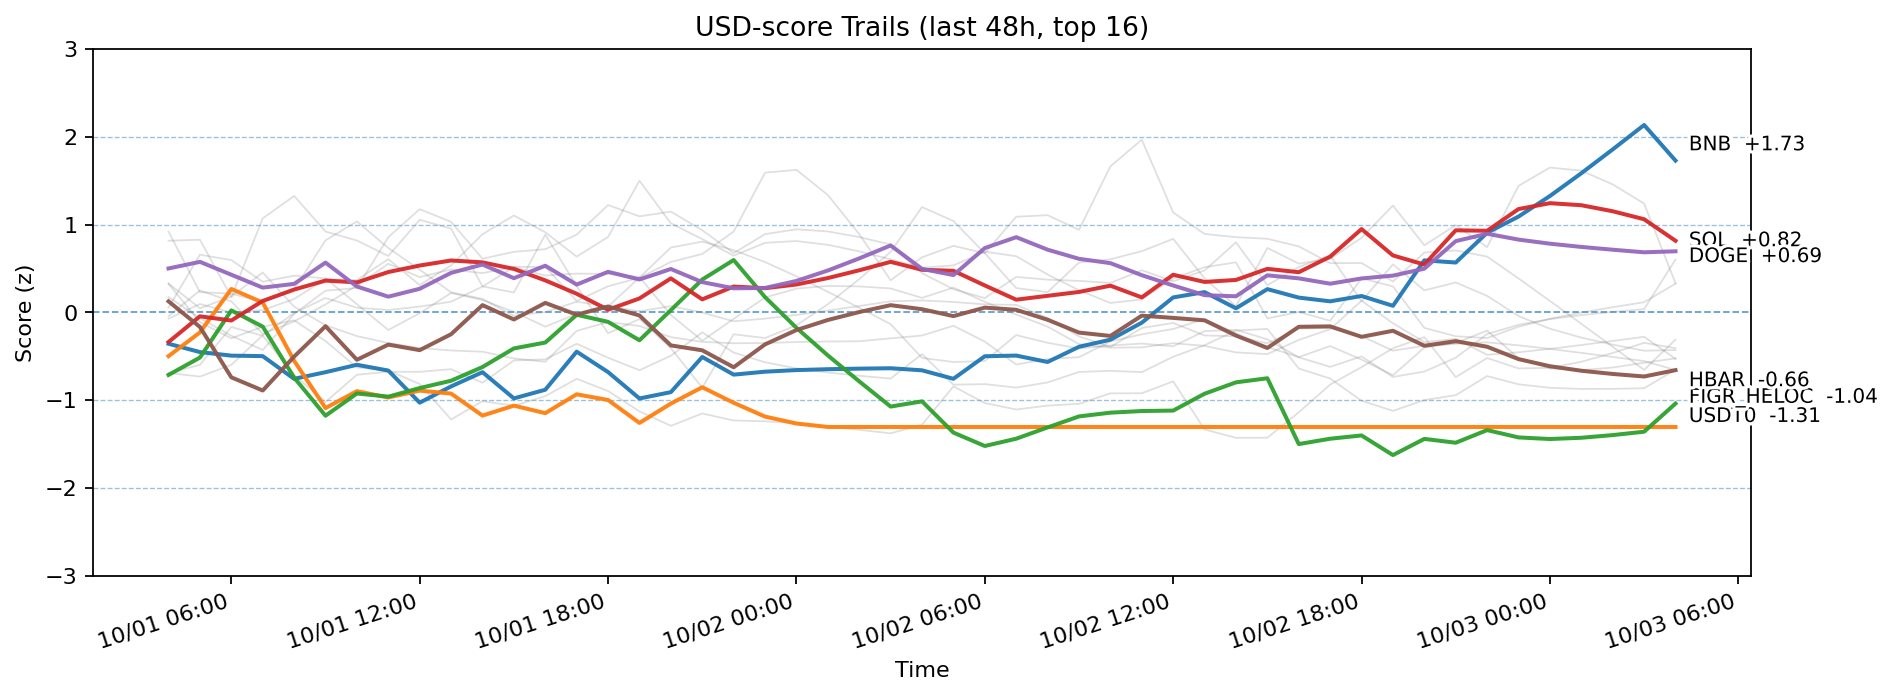 USD-score Trails (last 48h, top 16)
Score (z)
3
2
1
0
−1
−2
−3
BNB +1.73
SOL +0.82
DOGE +0.69
HBAR -0.66
FIGR_HELOC -1.04
USDT0 -1.31
10/01 06:00
10/01 12:00
10/01 18:00
10/02 00:00
10/02 06:00
10/02 12:00
10/02 18:00
10/03 00:00
10/03 06:00
Time